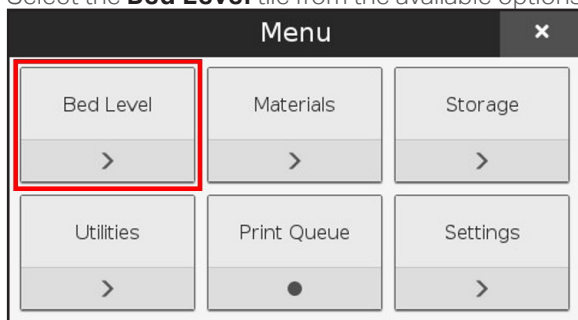 Select the Bed Level tile from the available options
Menu ×
Bed Level Materials Storage
Utilities Print Queue Settings